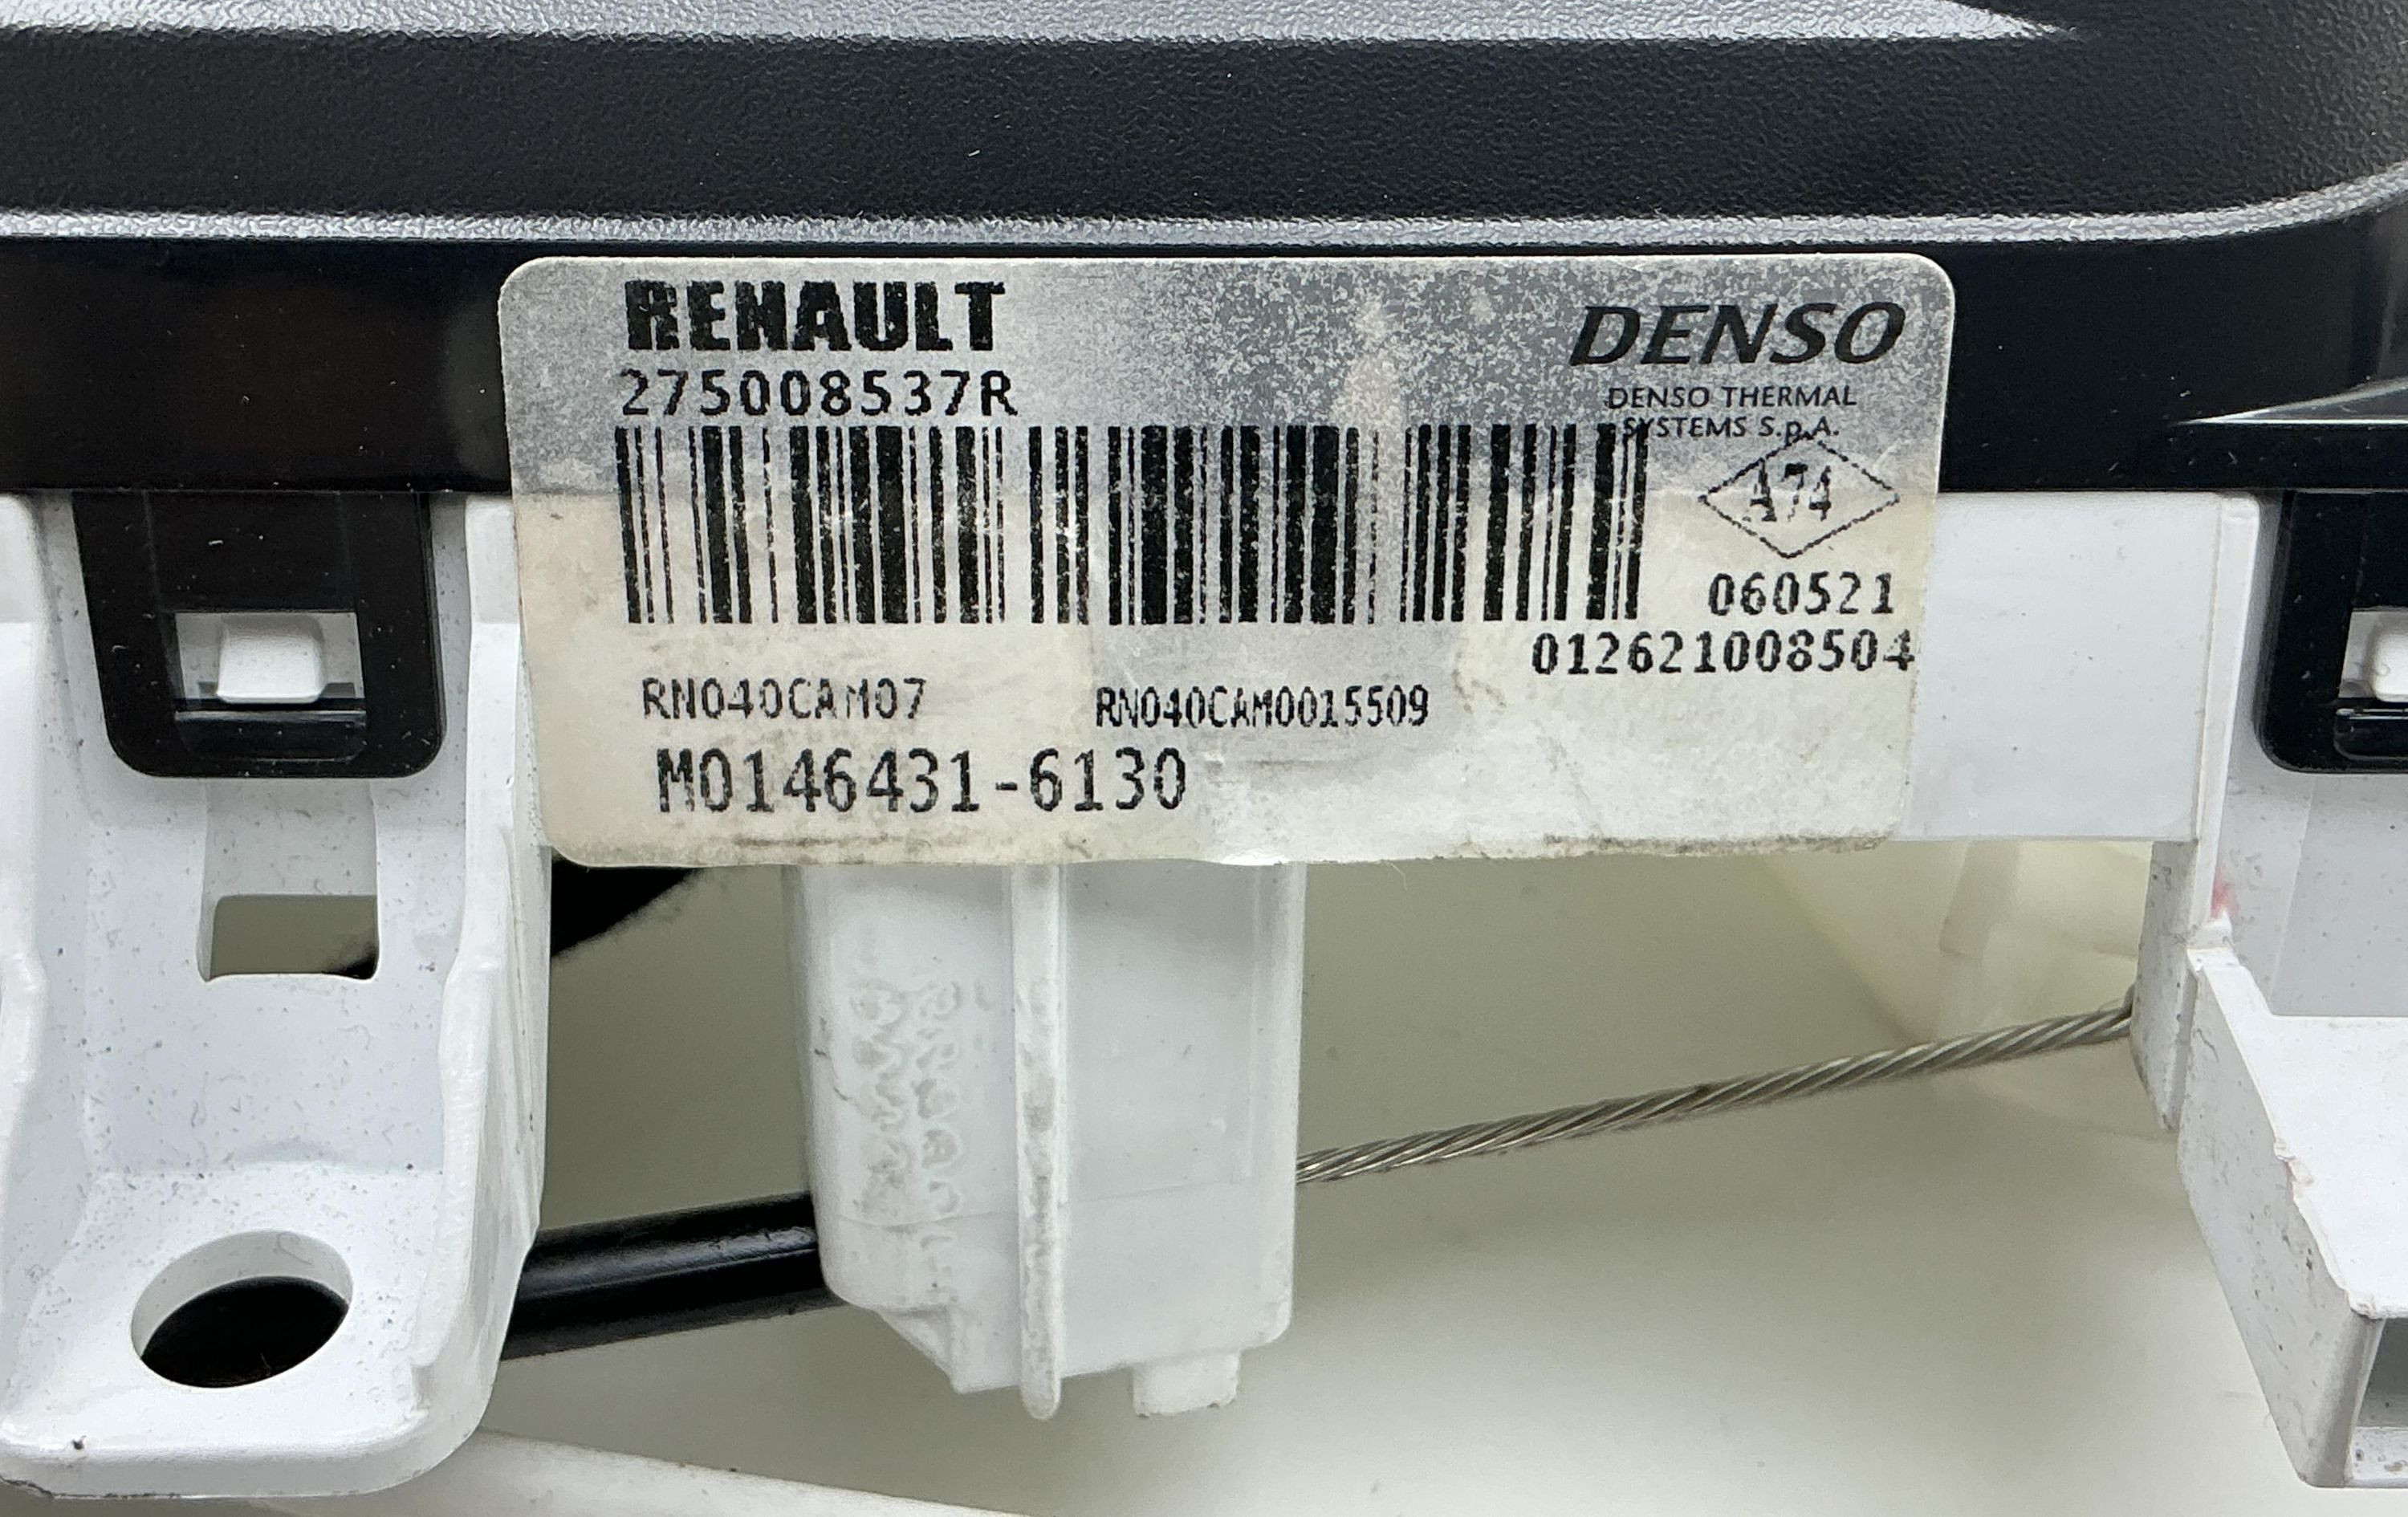 RENAULT
275008537R
DENSO
DENSO THERMAL
SYSTEMS S.p.A.
A74
060521
012621008504
RN040CAM07
RN040CAM0015509
M0146431-6130